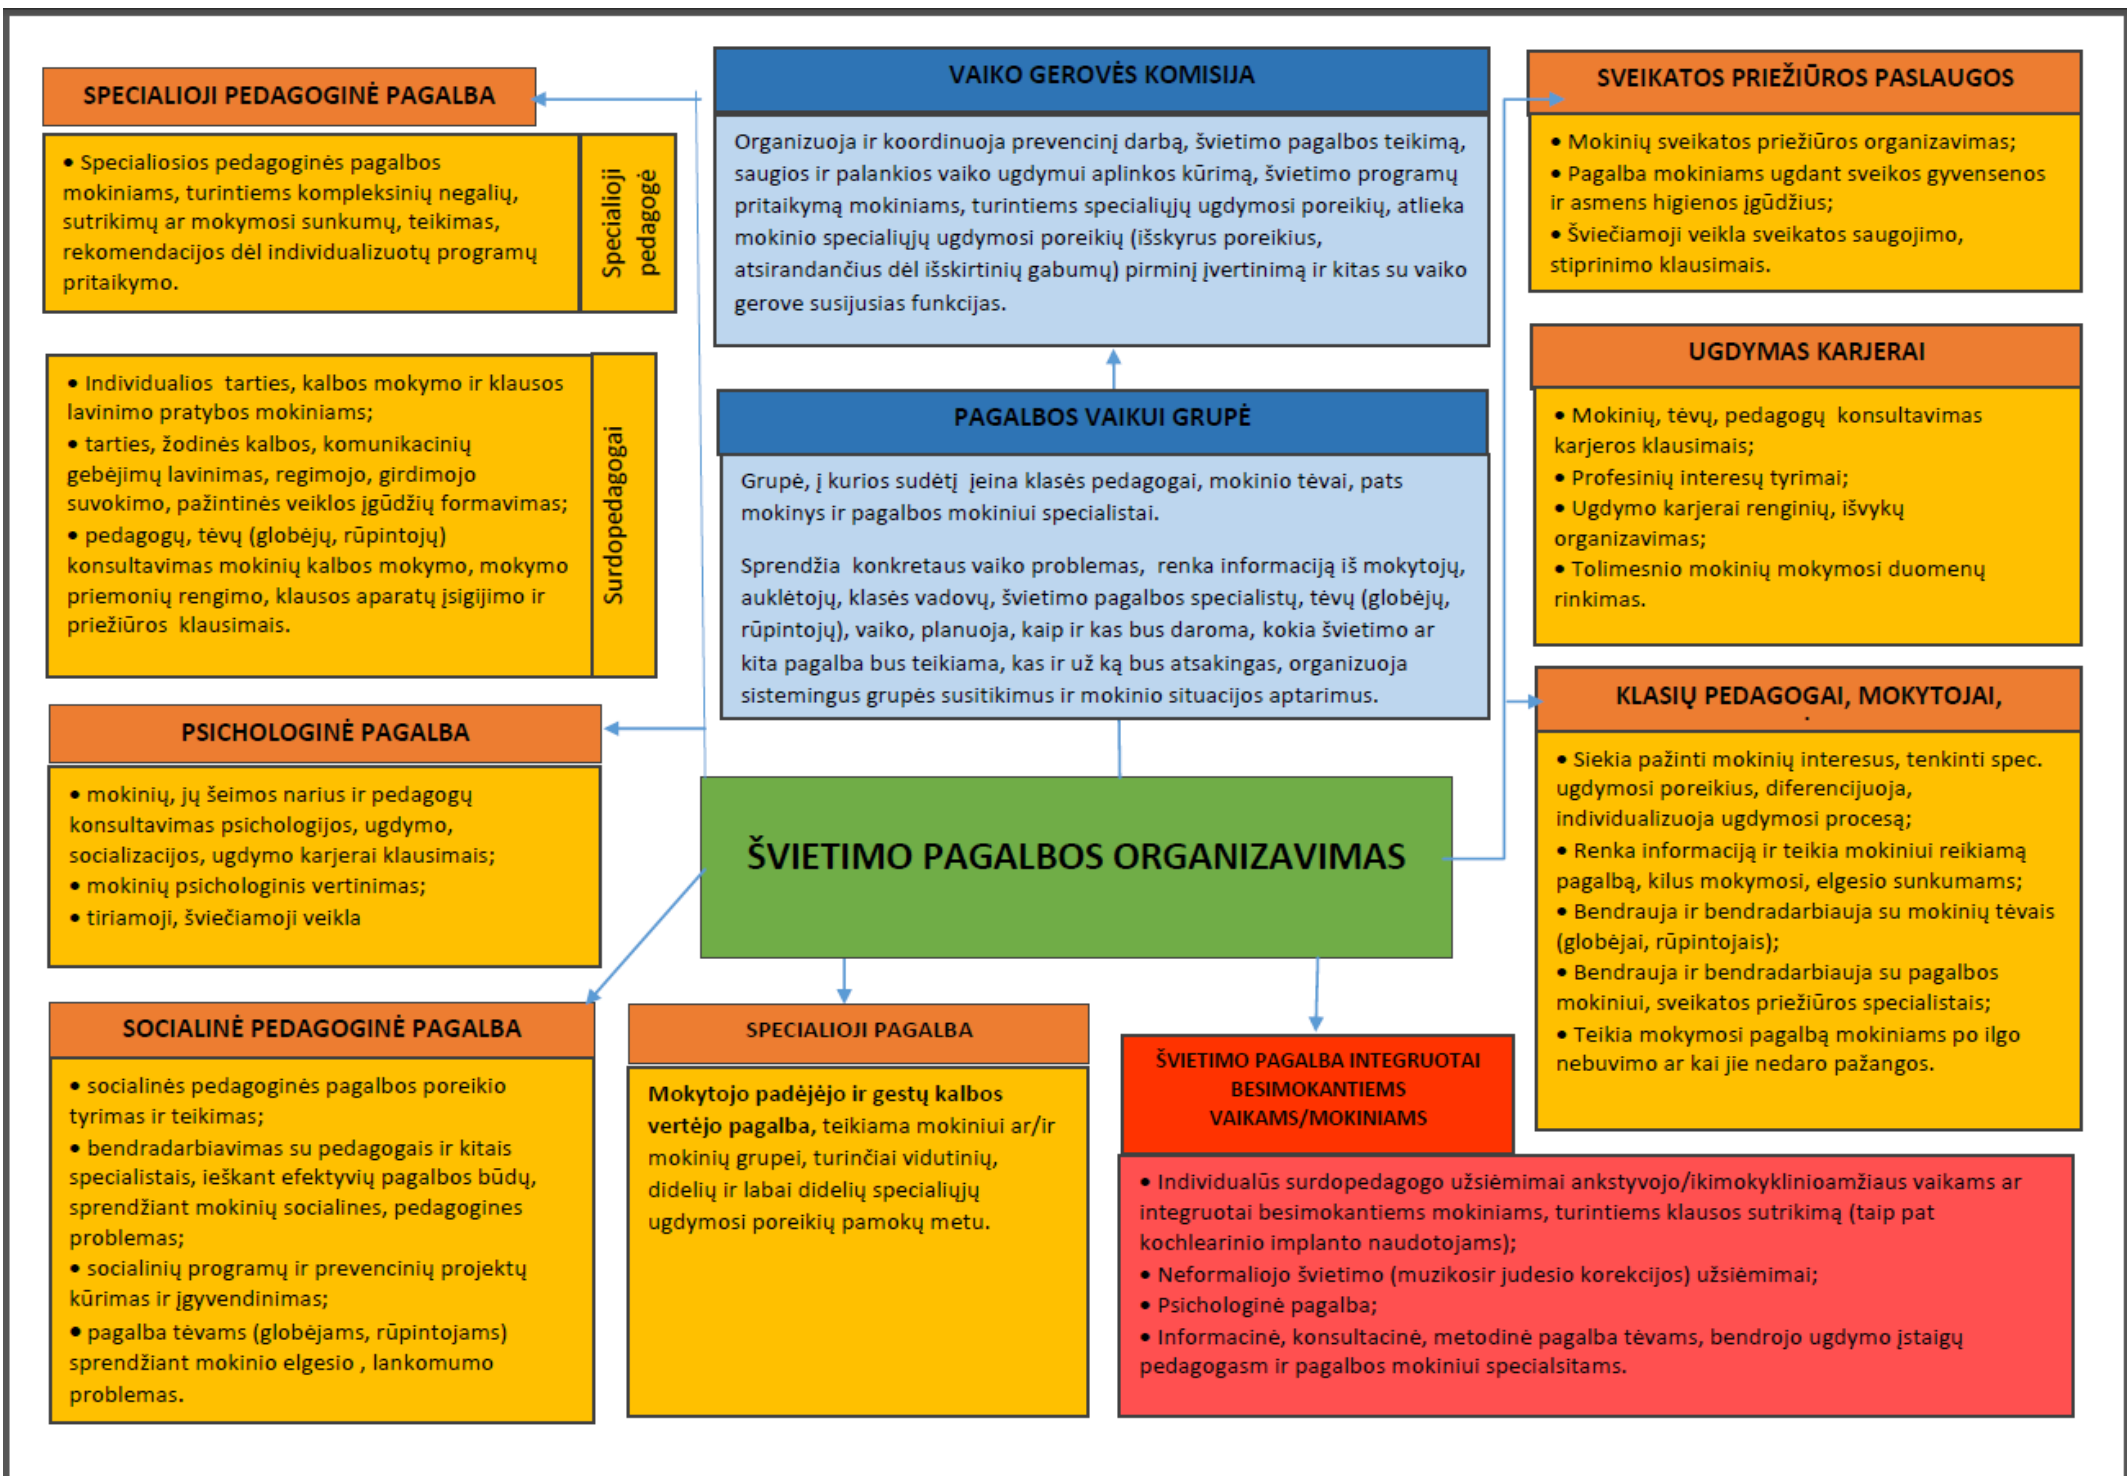 SPECIALIOJI PEDAGOGINĖ PAGALBA
• Specialiosios pedagoginės pagalbos
mokiniams, turintiems kompleksinių negalių,
sutrikimų ar mokymosi sunkumų, teikimas,
rekomendacijos dėl individualizuotų programų
pritaikymo.
Specialioji
pedagogė
• Individualios tarties, kalbos mokymo ir klausos
lavinimo pratybos mokiniams;
• tarties, žodinės kalbos, komunikacinių
gebėjimų lavinimas, regimojo, girdimojo
suvokimo, pažintinės veiklos įgūdžių formavimas;
• pedagogų, tėvų (globėjų, rūpintojų)
konsultavimas mokinių kalbos mokymo, mokymo
priemonių rengimo, klausos aparatų įsigijimo ir
priežiūros klausimais.
Surdopedagogai
PSICHOLOGINĖ PAGALBA
• mokinių, jų šeimos narius ir pedagogų
konsultavimas psichologijos, ugdymo,
socializacijos, ugdymo karjerai klausimais;
• mokinių psichologinis vertinimas;
• tiriamoji, šviečiamoji veikla
SOCIALINĖ PEDAGOGINĖ PAGALBA
• socialinės pedagoginės pagalbos poreikio
tyrimas ir teikimas;
• bendradarbiavimas su pedagogais ir kitais
specialistais, ieškant efektyvių pagalbos būdų,
sprendžiant mokinių socialines, pedagogines
problemas;
• socialinių programų ir prevencinių projektų
kūrimas ir įgyvendinimas;
• pagalba tėvams (globėjams, rūpintojams)
sprendžiant mokinio elgesio , lankomumo
problemas.
VAIKO GEROVĖS KOMISIJA
Organizuoja ir koordinuoja prevencinį darbą, švietimo pagalbos teikimą,
saugios ir palankios vaiko ugdymui aplinkos kūrimą, švietimo programų
pritaikymą mokiniams, turintiems specialiųjų ugdymosi poreikių, atlieka
mokinio specialiųjų ugdymosi poreikių (išskyrus poreikius,
atsirandančius dėl išskirtinių gabumų) pirminį įvertinimą ir kitas su vaiko
gerove susijusias funkcijas.
PAGALBOS VAIKUI GRUPĖ
Grupė, į kurios sudėtį jeina klasės pedagogai, mokinio tėvai, pats
mokinys ir pagalbos mokiniui specialistai.
Sprendžia konkretaus vaiko problemas, renka informaciją iš mokytojų,
auklėtojų, klasės vadovų, švietimo pagalbos specialistų, tėvų (globėjų,
rūpintojų), vaiko, planuoja, kaip ir kas bus daroma, kokia švietimo ar
kita pagalba bus teikiama, kas ir už ką bus atsakingas, organizuoja
sistemingus grupės susitikimus ir mokinio situacijos aptarimus.
ŠVIETIMO PAGALBOS ORGANIZAVIMAS
SPECIALIOJI PAGALBA
Mokytojo padėjėjo ir gestų kalbos
vertėjo pagalba, teikiama mokiniui ar/ir
mokinių grupei, turinčiai vidutinių,
didelių ir labai didelių specialiųjų
ugdymosi poreikių pamokų metu.
ŠVIETIMO PAGALBA INTEGRUOTAI
BESIMOKANTIEMS
VAIKAMS/MOKINIAMS
• Individualūs surdopedagogo užsiėmimai ankstyvojo/ikimokyklinioamžiaus vaikams ar
integruotai besimokantiems mokiniams, turintiems klausos sutrikimą (taip pat
kochlearinio implanto naudotojams);
• Neformaliojo švietimo (muzikosir judesio korekcijos) užsiėmimai;
• Psichologinė pagalba;
• Informacinė, konsultacinė, metodinė pagalba tėvams, bendrojo ugdymo įstaigų
pedagogasm ir pagalbos mokiniui specialsitams.
SVEIKATOS PRIEŽIŪROS PASLAUGOS
• Mokinių sveikatos priežiūros organizavimas;
• Pagalba mokiniams ugdant sveikos gyvensenos
ir asmens higienos įgūdžius;
• Šviečiamoji veikla sveikatos saugojimo,
stiprinimo klausimais.
UGDYMAS KARJERAI
• Mokinių, tėvų, pedagogų konsultavimas
karjeros klausimais;
• Profesinių interesų tyrimai;
• Ugdymo karjerai renginių, išvykų
organizavimas;
• Tolimesnio mokinių mokymosi duomenų
rinkimas.
KLASIŲ PEDAGOGAI, MOKYTOJAI,
• Siekia pažinti mokinių interesus, tenkinti spec.
ugdymosi poreikius, diferencijuoja,
individualizuoja ugdymosi procesą;
• Renka informaciją ir teikia mokiniui reikiamą
pagalbą, kilus mokymosi, elgesio sunkumams;
• Bendrauja ir bendradarbiauja su mokinių tėvais
(globėjai, rūpintojais);
• Bendrauja ir bendradarbiauja su pagalbos
mokiniui, sveikatos priežiūros specialistais;
• Teikia mokymosi pagalbą mokiniams po ilgo
nebuvimo ar kai jie nedaro pažangos.